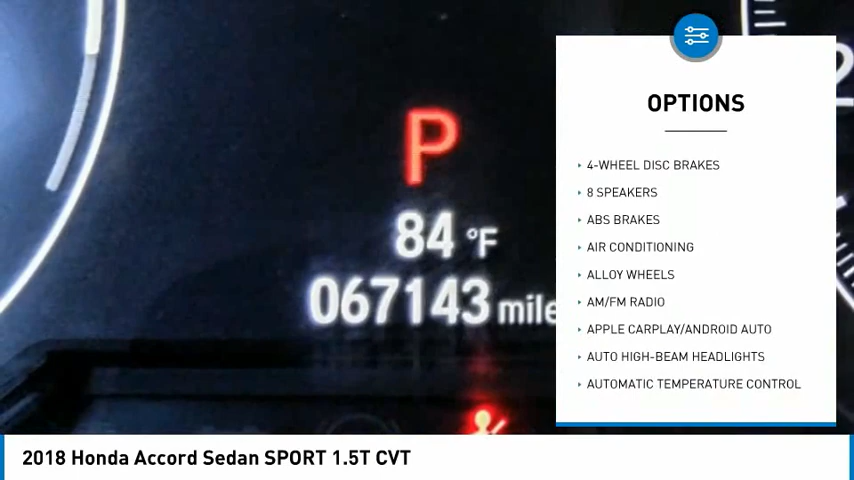 P
84 °F
067143 mile
OPTIONS
4-WHEEL DISC BRAKES
8 SPEAKERS
ABS BRAKES
AIR CONDITIONING
ALLOY WHEELS
AM/FM RADIO
APPLE CARPLAY/ANDROID AUTO
AUTO HIGH-BEAM HEADLIGHTS
AUTOMATIC TEMPERATURE CONTROL
2018 Honda Accord Sedan SPORT 1.5T CVT